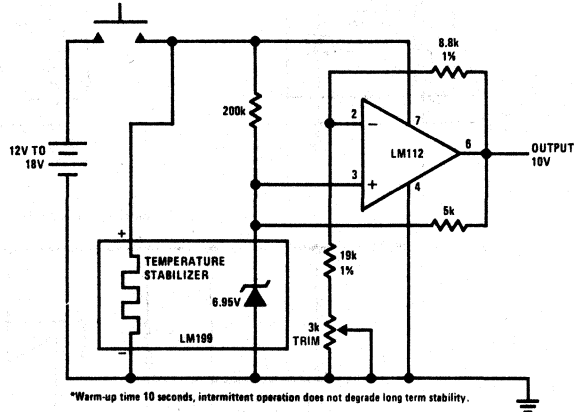 8.8k
1%
200k
2
7
12V TO
18V
LM112
6
OUTPUT
10V
3
4
5k
+
TEMPERATURE
STABILIZER
19k
1%
6.95V
3k
TRIM
LM199
*Warm-up time 10 seconds, intermittent operation does not degrade long term stability.